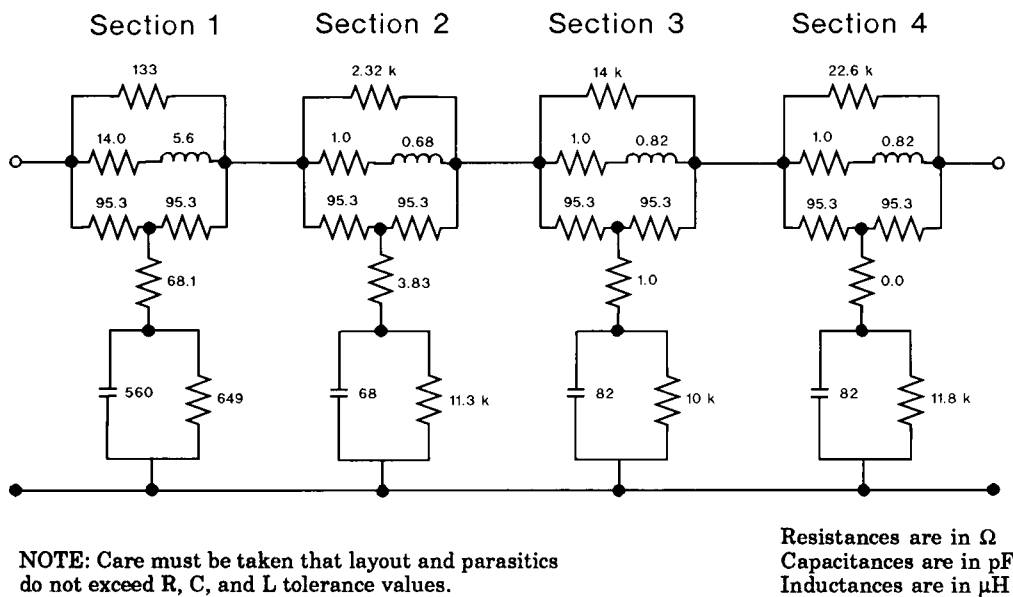 Section 1 Section 2 Section 3 Section 4
133 2.32 k 14 k 22.6 k
14.0 5.6 1.0 0.68 1.0 0.82 1.0 0.82
95.3 95.3 95.3 95.3 95.3 95.3 95.3 95.3
68.1 3.83 1.0 0.0
560 649 68 11.3 k 82 10 k 82 11.8 k
NOTE: Care must be taken that layout and parasitics
do not exceed R, C, and L tolerance values.
Resistances are in Ω
Capacitances are in pF
Inductances are in µH